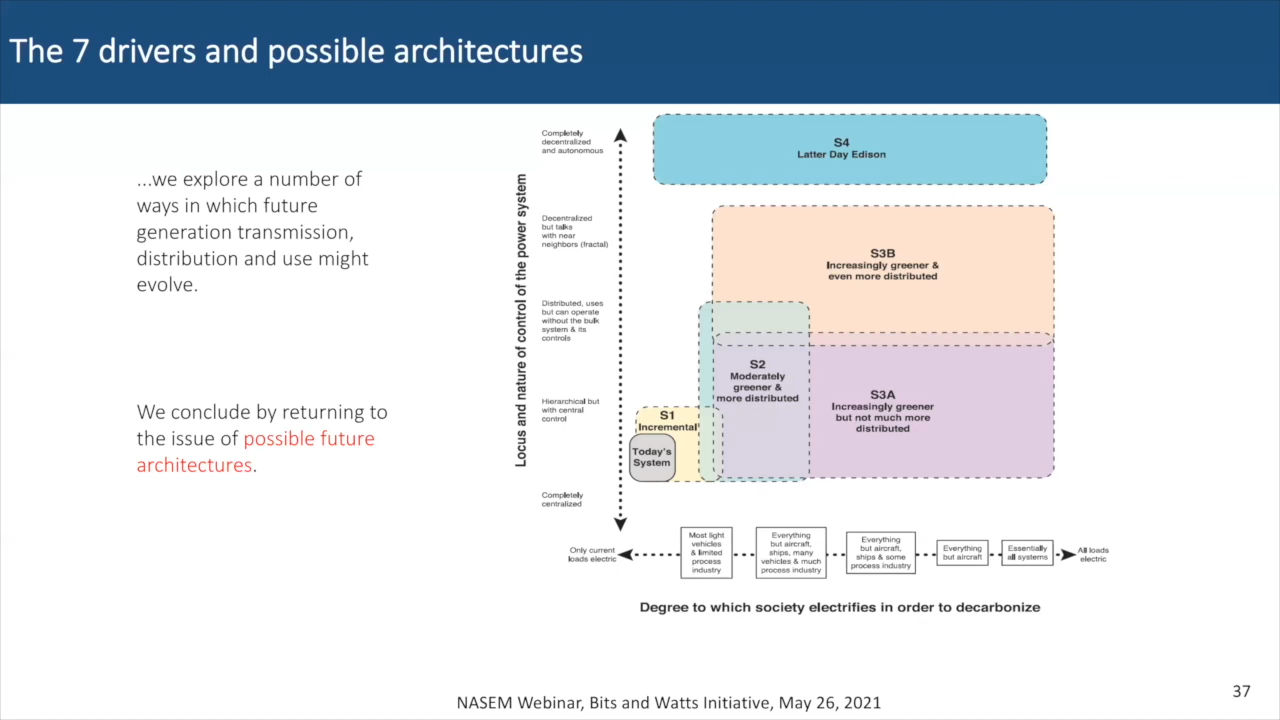 The 7 drivers and possible architectures
...we explore a number of
ways in which future
generation transmission,
distribution and use might
evolve.
We conclude by returning to
the issue of possible future
architectures.
Locus and nature of control of the power system
Completely
decentralized
and autonomous
Decentralized
but talks
with near
neighbors (fractal)
Distributed, uses
but can operate
without the bulk
system & its
controls
Hierarchical but
with central
control
Completely
centralized
S4
Latter Day Edison
S3B
Increasingly greener &
even more distributed
S2
Moderately
greener &
more distributed
S3A
Increasingly greener
but not much more
distributed
S1
Incremental
Today's
System
Only current
loads electric
Most light
vehicles
& limited
process
industry
Everything
but aircraft,
ships, many
vehicles & much
process industry
Everything
but aircraft,
ships & some
process industry
Everything
but aircraft
Essentially
all systems
All loads
electric
Degree to which society electrifies in order to decarbonize
NASEM Webinar, Bits and Watts Initiative, May 26, 2021
37